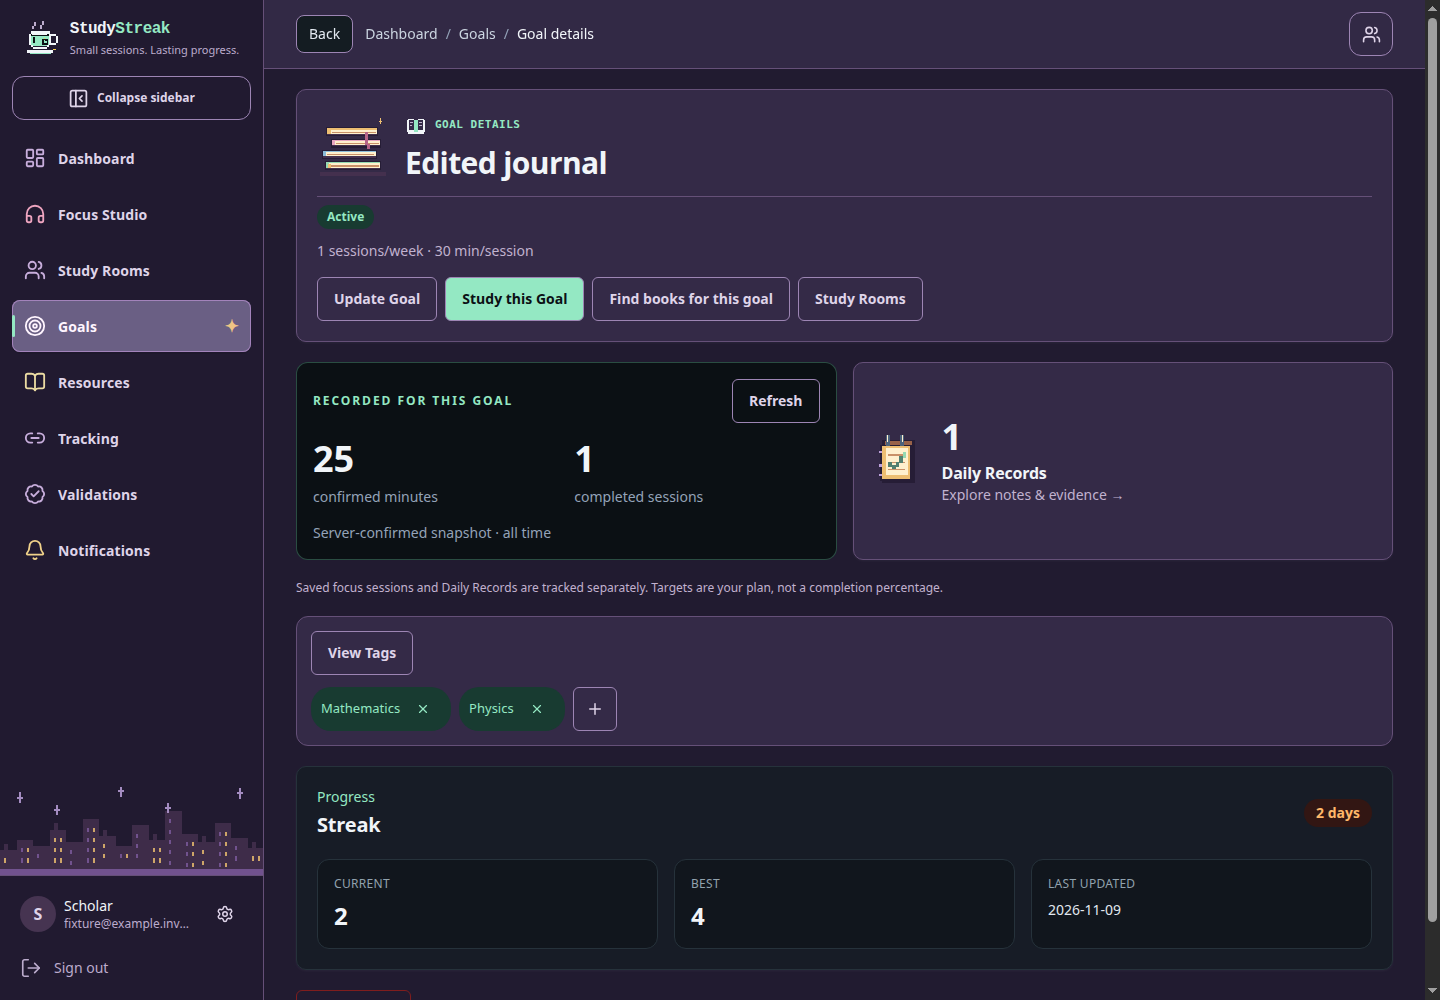 StudyStreak
Small sessions. Lasting progress.
Collapse sidebar
Dashboard
Focus Studio
Study Rooms
Goals
Resources
Tracking
Validations
Notifications
S
Scholar
fixture@example.inv...
Sign out
Back
Dashboard / Goals / Goal details
GOAL DETAILS
Edited journal
Active
1 sessions/week · 30 min/session
Update Goal
Study this Goal
Find books for this goal
Study Rooms
RECORDED FOR THIS GOAL
Refresh
25
confirmed minutes
1
completed sessions
Server-confirmed snapshot · all time
1
Daily Records
Explore notes & evidence →
Saved focus sessions and Daily Records are tracked separately. Targets are your plan, not a completion percentage.
View Tags
Mathematics ×
Physics ×
+
Progress
Streak
2 days
CURRENT
2
BEST
4
LAST UPDATED
2026-11-09